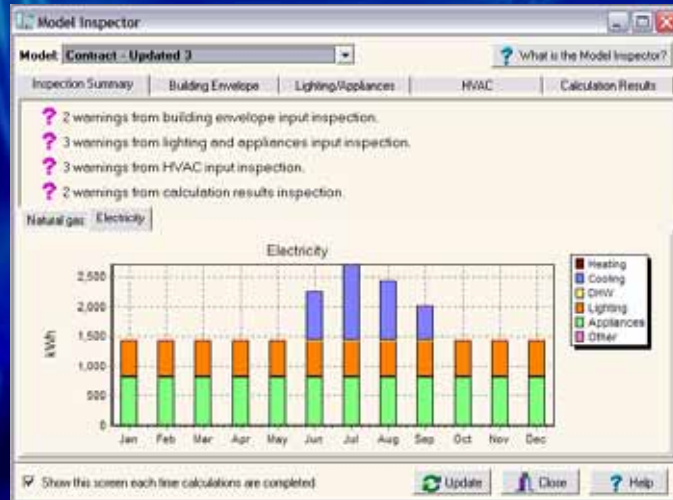 Model Inspector
Model: Contract - Updated 3
What is the Model Inspector?
Inspection Summary
Building Envelope
Lighting/Appliances
HVAC
Calculation Results
? 2 warnings from building envelope input inspection.
? 3 warnings from lighting and appliances input inspection.
? 3 warnings from HVAC input inspection.
? 2 warnings from calculation results inspection.
Natural gas
Electricity
Electricity
kWh
2,500
2,000
1,500
1,000
500
0
Jan Feb Mar Apr May Jun Jul Aug Sep Oct Nov Dec
Heating
Cooling
DHW
Lighting
Appliances
Other
Show this screen each time calculations are completed
Update
Close
? Help